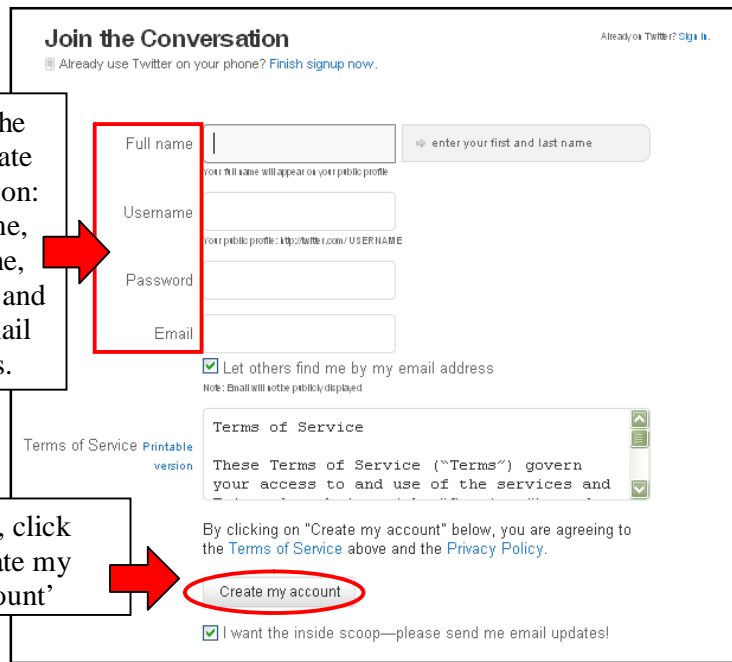 Join the Conversation
Already on Twitter? Sign In.
Already use Twitter on your phone? Finish signup now.
he
ate
on:
Full name
enter your first and last name
Your full name will appear on your public profile
ne,
ne,
and
ail
s.
Username
Your public profile: http://twitter.com/ USERNAME
Password
Email
Let others find me by my email address
Note: Email will not be publicly displayed
Terms of Service Printable
version
Terms of Service
These Terms of Service ("Terms") govern
your access to and use of the services and
, click
ate my
ount’
By clicking on "Create my account" below, you are agreeing to
the Terms of Service above and the Privacy Policy.
Create my account
I want the inside scoop—please send me email updates!